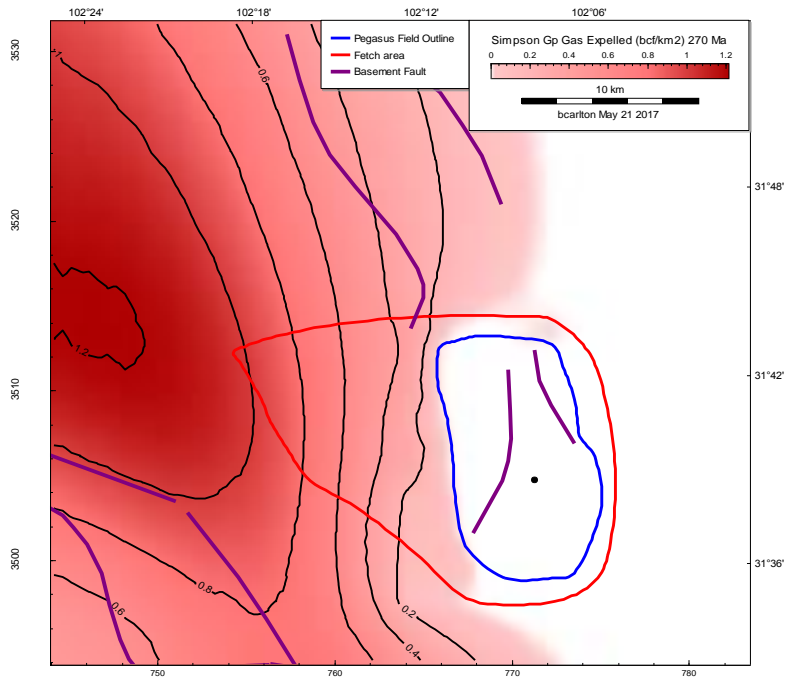 102°24' 102°18' 102°12' 102°06'
Pegasus Field Outline
Fetch area
Basement Fault
Simpson Gp Gas Expelled (bcf/km2) 270 Ma
0 0.2 0.4 0.6 0.8 1 1.2
10 km
bcarlton May 21 2017
3530
3520
3510
3500
31°48'
31°42'
31°36'
1
0.6
1.2
0.8
0.6
0.2
0.4
750 760 770 780